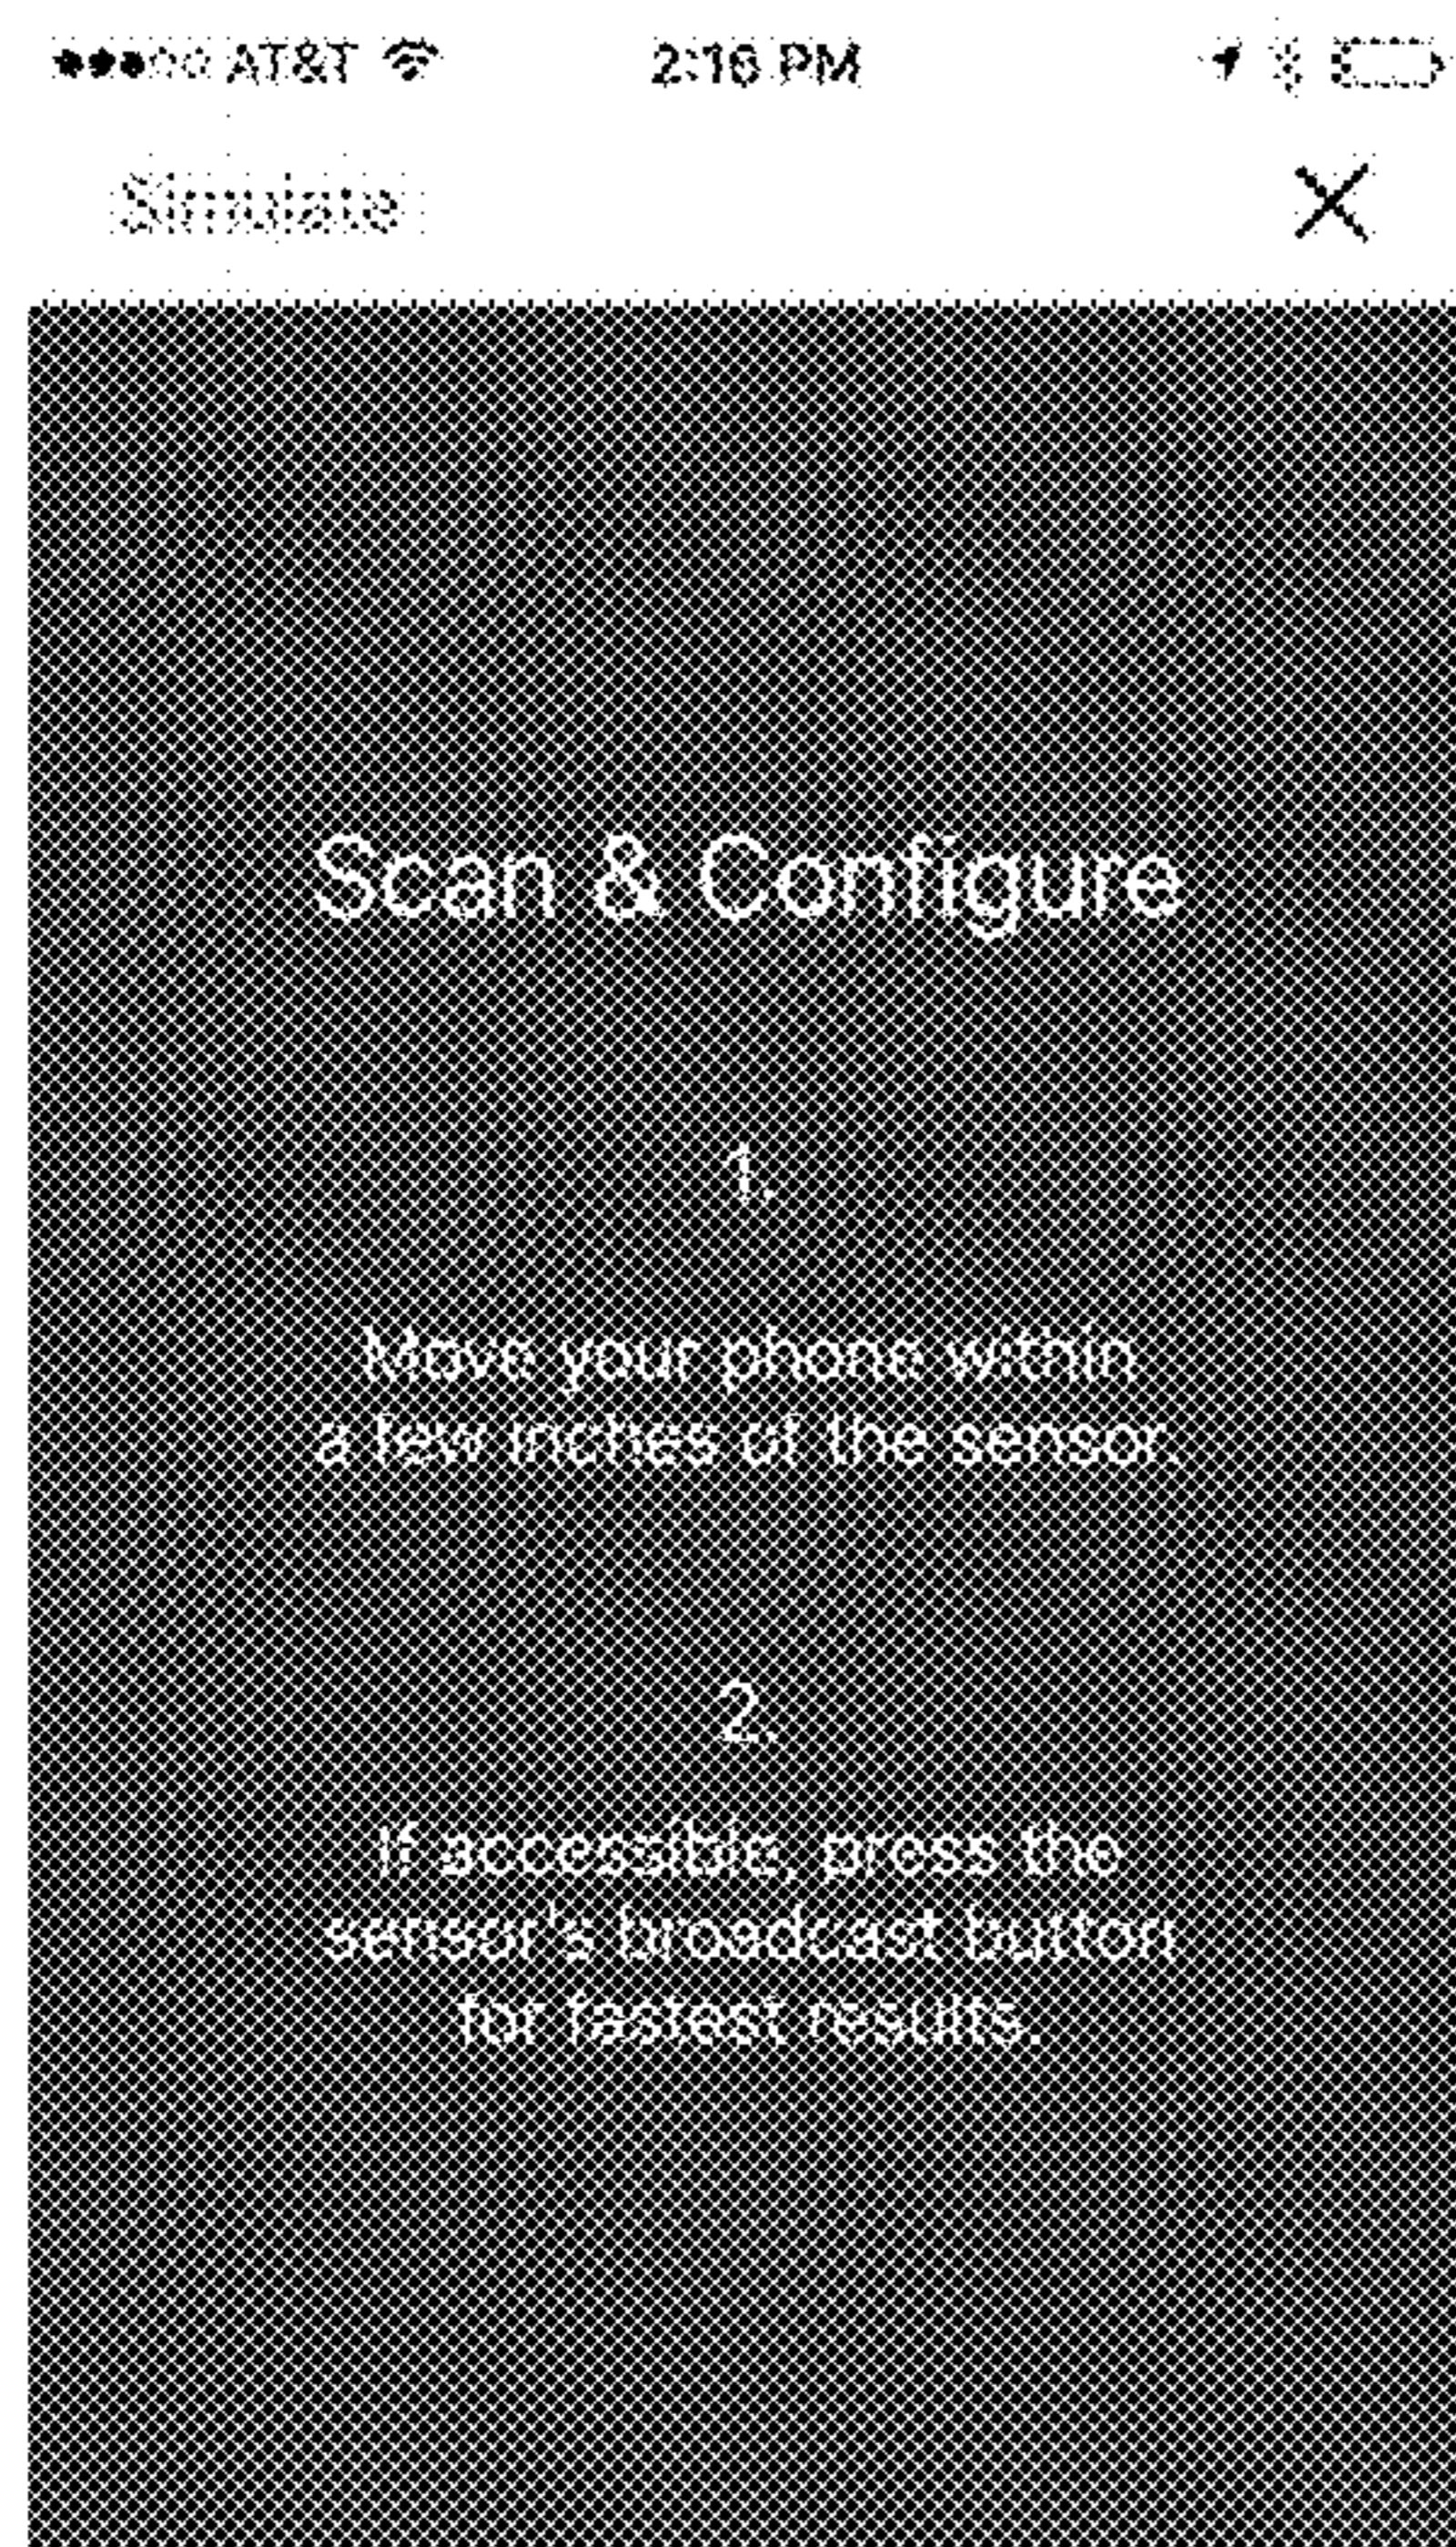 AT&T 2:16 PM
Simulate
Scan & Configure
1.
Move your phone within
a few inches of the sensor.
2.
If accessible, press the
sensor's broadcast button
for fastest results.